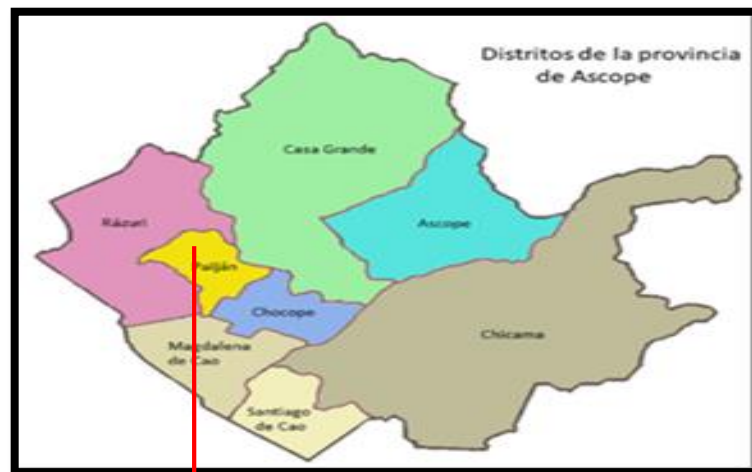 Distritos de la provincia
de Ascope
Casa Grande
Rázuri
Ascope
Paiján
Chocope
Chicama
Magdalena
de Cao
Santiago
de Cao